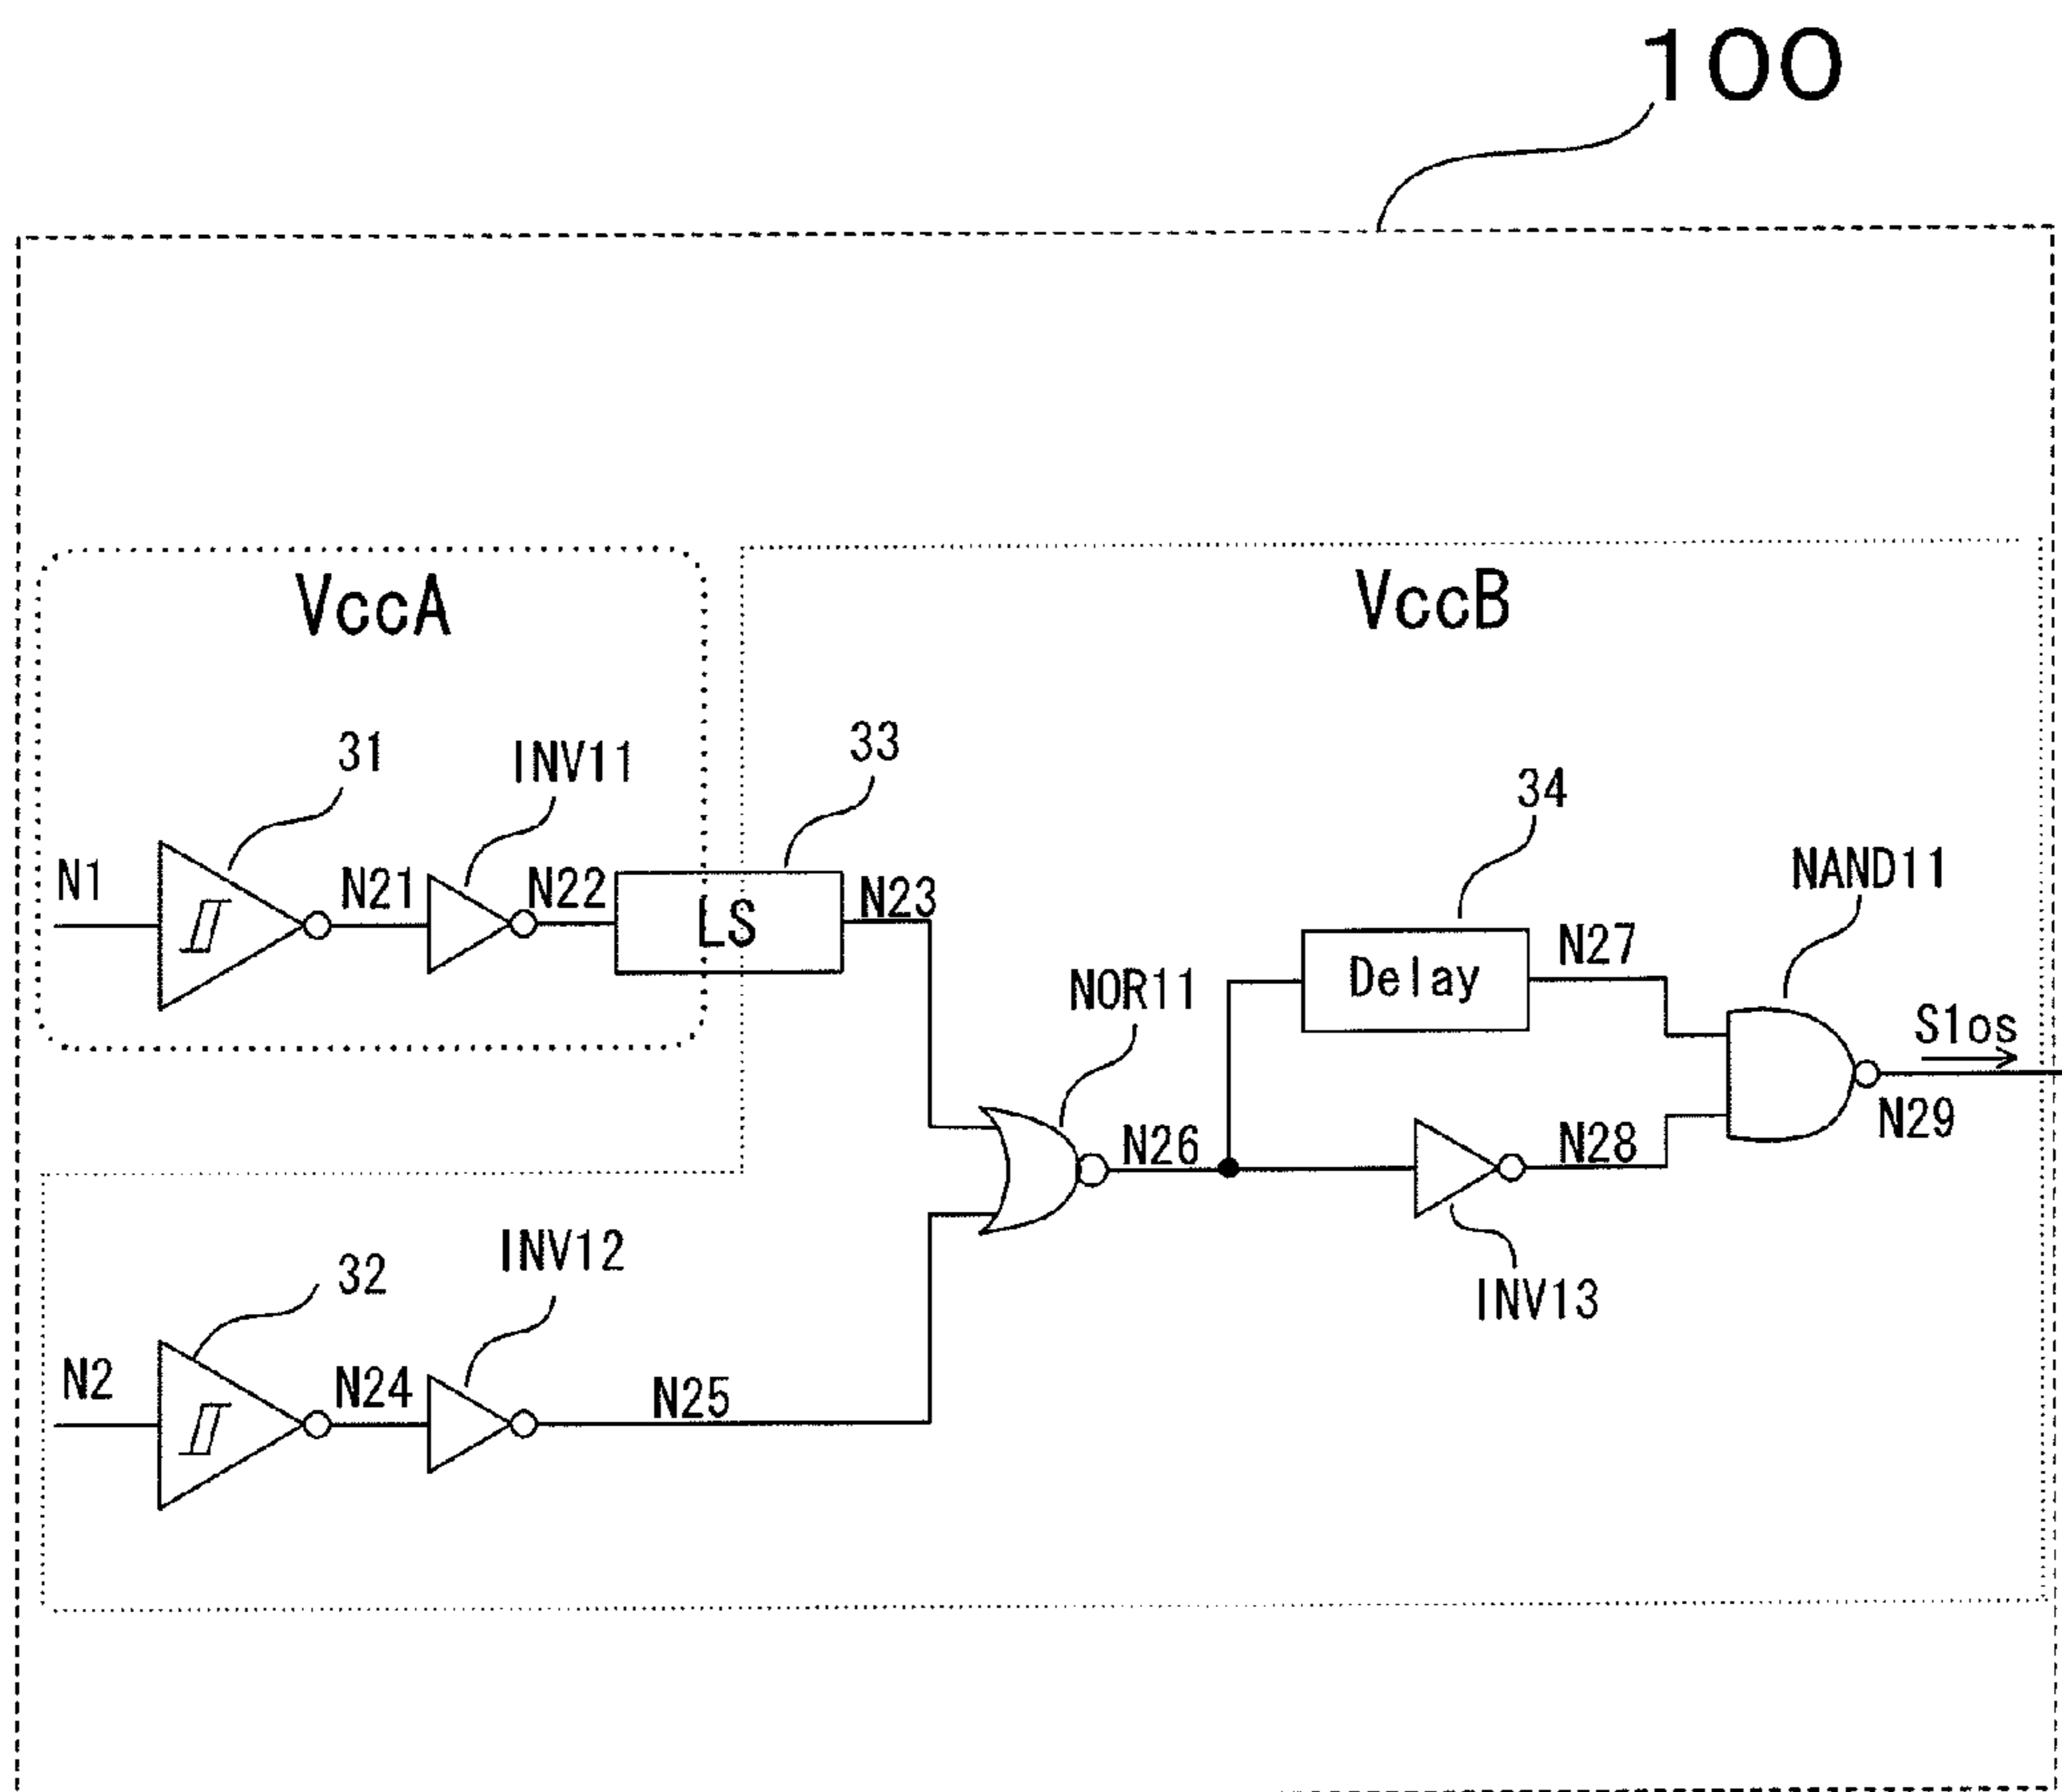 100
VccA
VccB
31
INV11
33
34
NAND11
N1
N21
N22
LS
N23
NOR11
Delay
N27
S1os
N26
N28
N29
INV13
32
INV12
N2
N24
N25